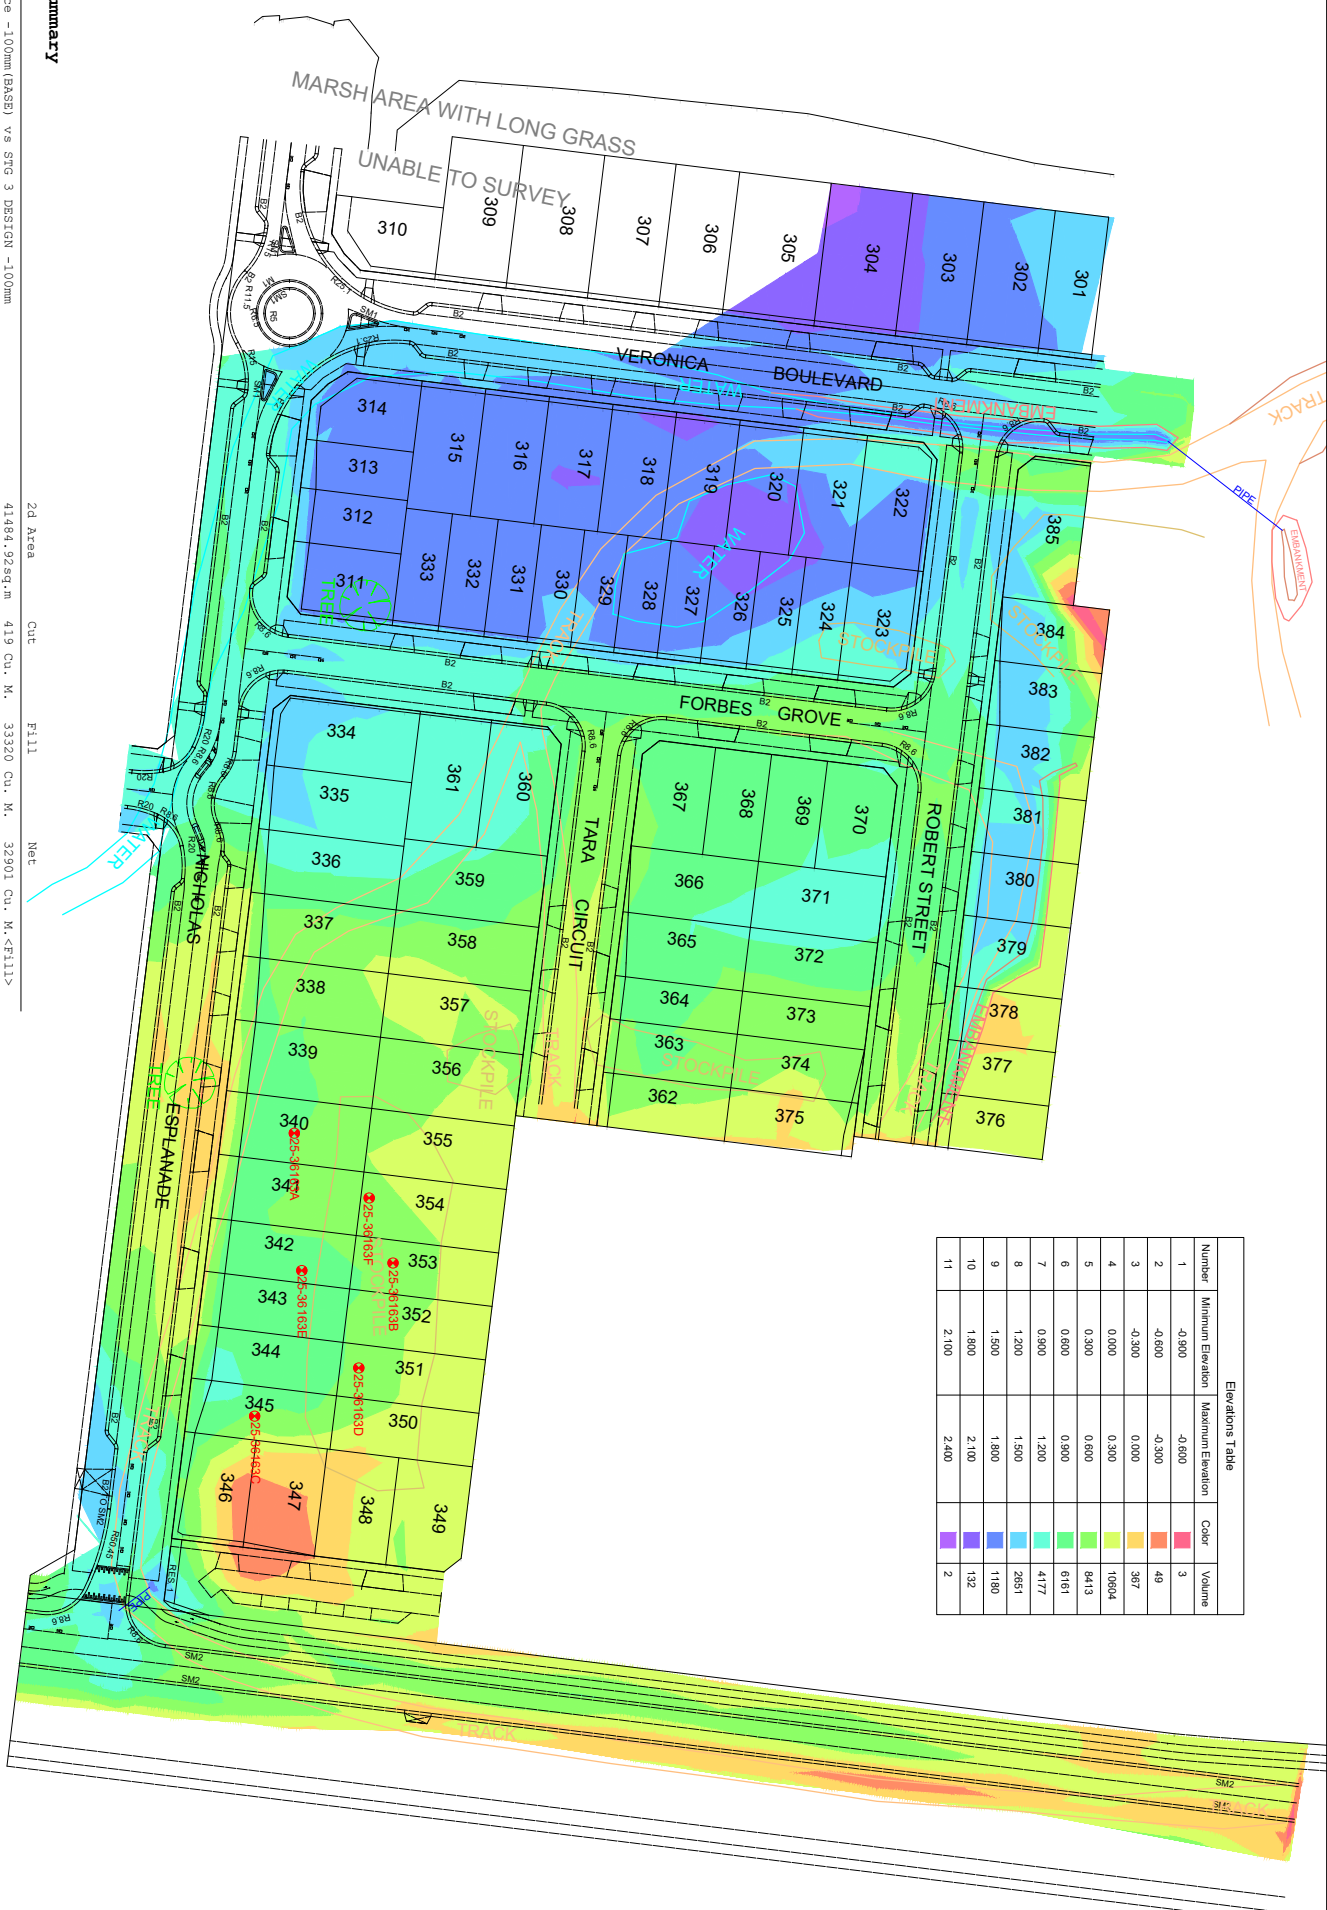 mmary
2d Area Cut Fill Net
ce -100mm(BASE) vs STG 3 DESIGN -100mm 41484.92sq.m 419 Cu. M. 33320 Cu. M. 32901 Cu. M.<Fill>
MARSH AREA WITH LONG GRASS
UNABLE TO SURVEY
310
309
308
307
306
305
304
303
302
301
VERONICA BOULEVARD
WATER
EMBANKMENT
TRACK
PIPE
EMBANKMENT
314
313
312
311
315
316
317
318
319
320
321
322
333
332
331
330
329
328
327
326
325
324
323
WATER
TREE
TRACK
STOCKPILE
385
384
383
382
381
380
379
378
377
376
STOCKPILE
EMBANKMENT
FORBES GROVE
ROBERT STREET
TARA CIRCUIT
334
335
336
337
338
339
340
341
342
343
344
345
346
347
348
349
350
351
352
353
354
355
356
357
358
359
360
361
367
368
369
370
366
371
365
372
364
373
363
374
362
375
STOCKPILE
STOCKPILE
TRACK
STOCKPILE
WATER
NICHOLAS ESPLANADE
TREE
25-36163A
25-36163F
25-36163B
25-36163E
25-36163D
25-36163C
TRACK
PIPE
RES.1
R50.45
SM2
SM2
TRACK
SM2
TRACK
Elevations Table
Number Minimum Elevation Maximum Elevation Color Volume
1 -0.900 -0.600 3
2 -0.600 -0.300 49
3 -0.300 0.000 367
4 0.000 0.300 10604
5 0.300 0.600 8413
6 0.600 0.900 6161
7 0.900 1.200 4177
8 1.200 1.500 2651
9 1.500 1.800 1180
10 1.800 2.100 132
11 2.100 2.400 2